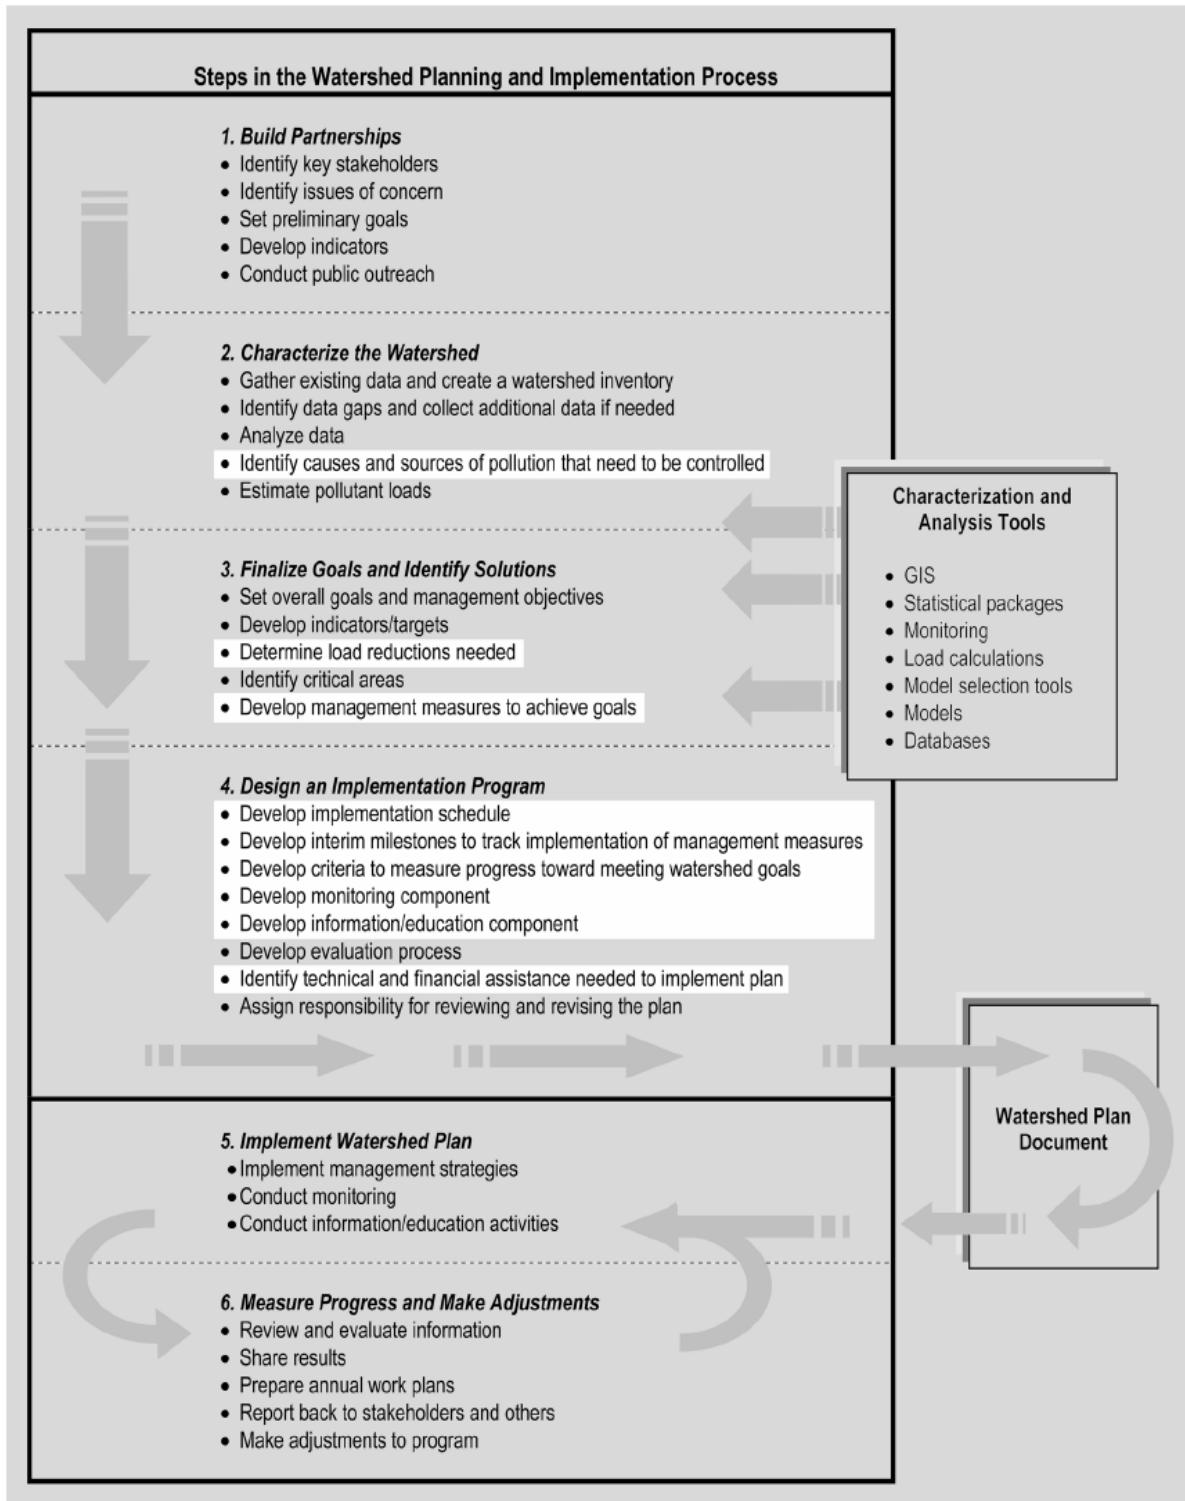 Steps in the Watershed Planning and Implementation Process
1. Build Partnerships
• Identify key stakeholders
• Identify issues of concern
• Set preliminary goals
• Develop indicators
• Conduct public outreach
2. Characterize the Watershed
• Gather existing data and create a watershed inventory
• Identify data gaps and collect additional data if needed
• Analyze data
• Identify causes and sources of pollution that need to be controlled
• Estimate pollutant loads
3. Finalize Goals and Identify Solutions
• Set overall goals and management objectives
• Develop indicators/targets
• Determine load reductions needed
• Identify critical areas
• Develop management measures to achieve goals
Characterization and
Analysis Tools
• GIS
• Statistical packages
• Monitoring
• Load calculations
• Model selection tools
• Models
• Databases
4. Design an Implementation Program
• Develop implementation schedule
• Develop interim milestones to track implementation of management measures
• Develop criteria to measure progress toward meeting watershed goals
• Develop monitoring component
• Develop information/education component
• Develop evaluation process
• Identify technical and financial assistance needed to implement plan
• Assign responsibility for reviewing and revising the plan
Watershed Plan
Document
5. Implement Watershed Plan
• Implement management strategies
• Conduct monitoring
• Conduct information/education activities
6. Measure Progress and Make Adjustments
• Review and evaluate information
• Share results
• Prepare annual work plans
• Report back to stakeholders and others
• Make adjustments to program